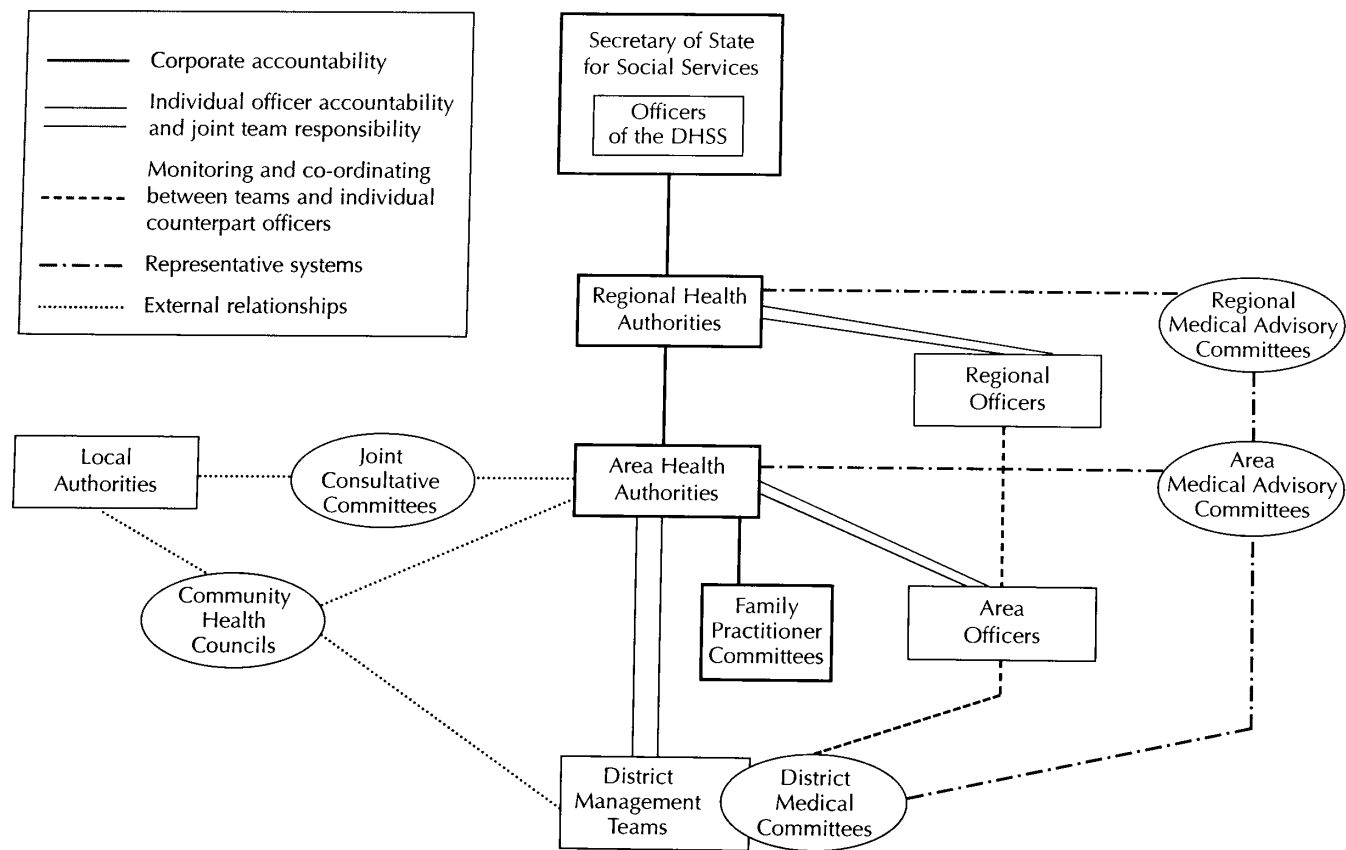 Corporate accountability
Individual officer accountability
and joint team responsibility
Monitoring and co-ordinating
between teams and individual
counterpart officers
Representative systems
External relationships
Secretary of State
for Social Services
Officers
of the DHSS
Regional Health
Authorities
Regional
Medical Advisory
Committees
Regional
Officers
Local
Authorities
Joint
Consultative
Committees
Area Health
Authorities
Area
Medical Advisory
Committees
Community
Health
Councils
Family
Practitioner
Committees
Area
Officers
District
Management
Teams
District
Medical
Committees